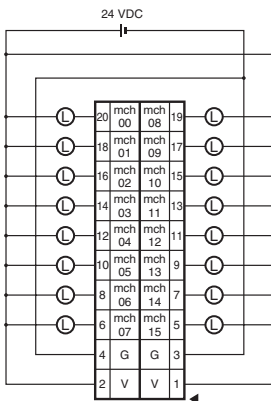 24 VDC
L 20 mch 00 mch 08 19 L
L 18 mch 01 mch 09 17 L
L 16 mch 02 mch 10 15 L
L 14 mch 03 mch 11 13 L
L 12 mch 04 mch 12 11 L
L 10 mch 05 mch 13 9 L
L 8 mch 06 mch 14 7 L
L 6 mch 07 mch 15 5 L
4 G G 3
2 V V 1